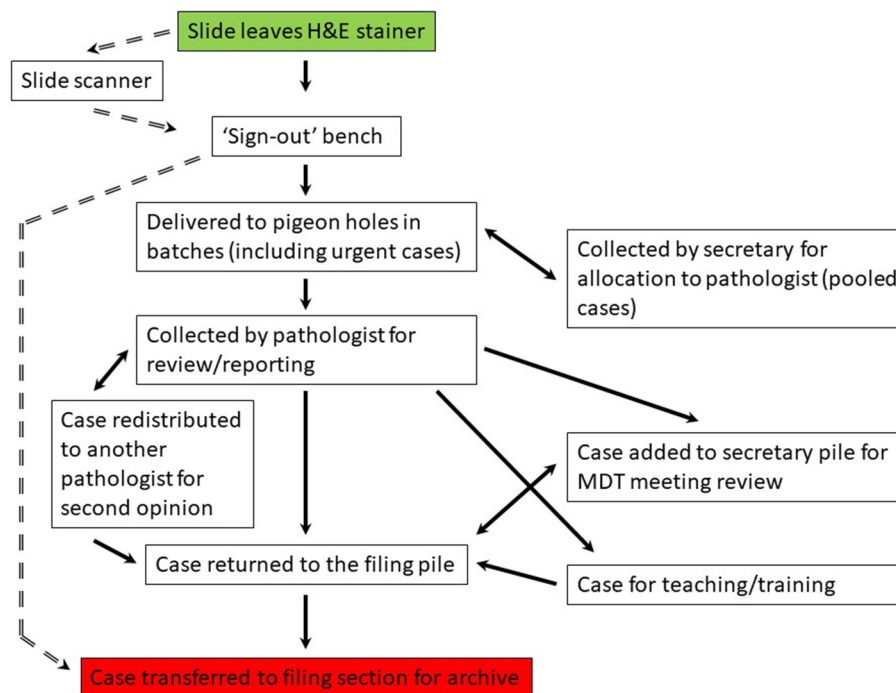 Slide leaves H&E stainer
Slide scanner
‘Sign-out’ bench
Delivered to pigeon holes in
batches (including urgent cases)
Collected by secretary for
allocation to pathologist (pooled
cases)
Collected by pathologist for
review/reporting
Case redistributed
to another
pathologist for
second opinion
Case added to secretary pile for
MDT meeting review
Case returned to the filing pile
Case for teaching/training
Case transferred to filing section for archive